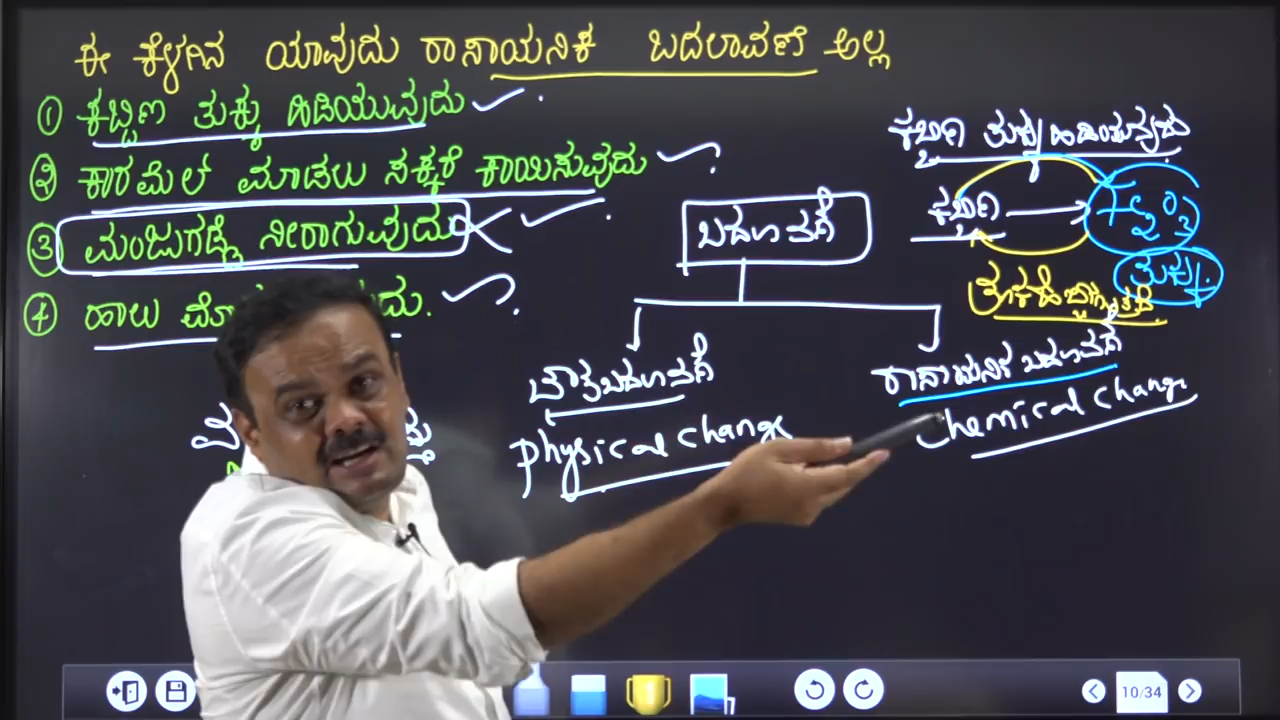 ಈ ಕೆಳಗಿನ ಯಾವುದು ರಾಸಾಯನಿಕ ಬದಲಾವಣೆ ಅಲ್ಲ
① ಕಬ್ಬಿಣ ತುಕ್ಕು ಹಿಡಿಯುವುದು
② ಕಾರಮೆಲ್ ಮಾಡಲು ಸಕ್ಕರೆ ಕಾಯಿಸುವುದು
③ ಮಂಜುಗಡ್ಡೆ ನೀರಾಗುವುದು
④ ಹಾಲು
ಕಬ್ಬಿಣ ತುಕ್ಕು ಹಿಡಿಯುವುದು
ಕಬ್ಬಿಣ
ತುಕ್ಕು
ಬದಲಾವಣೆ
ಭೌತ ಬದಲಾವಣೆ
Physical Change
ರಾಸಾಯನಿಕ ಬದಲಾವಣೆ
Chemical Change
10/34